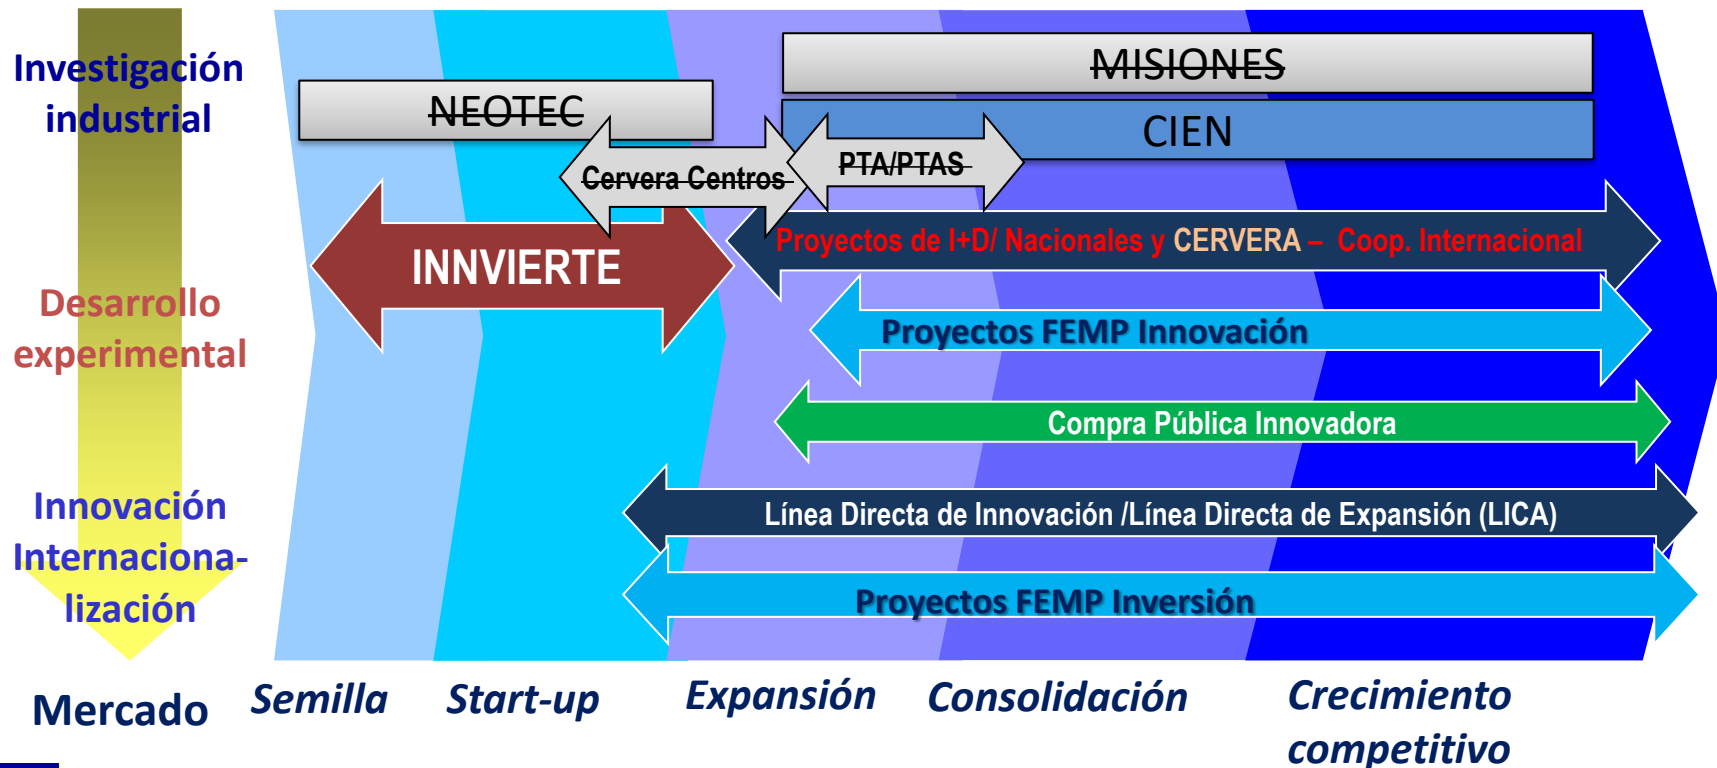 Investigación
industrial
MISIONES
NEOTEC
CIEN
PTA/PTAS
Cervera Centros
Proyectos de I+D/ Nacionales y CERVERA – Coop. Internacional
INNVIERTE
Desarrollo
experimental
Proyectos FEMP Innovación
Compra Pública Innovadora
Innovación
Internaciona-
lización
Línea Directa de Innovación /Línea Directa de Expansión (LICA)
Proyectos FEMP Inversión
Mercado
Semilla
Start-up
Expansión
Consolidación
Crecimiento
competitivo